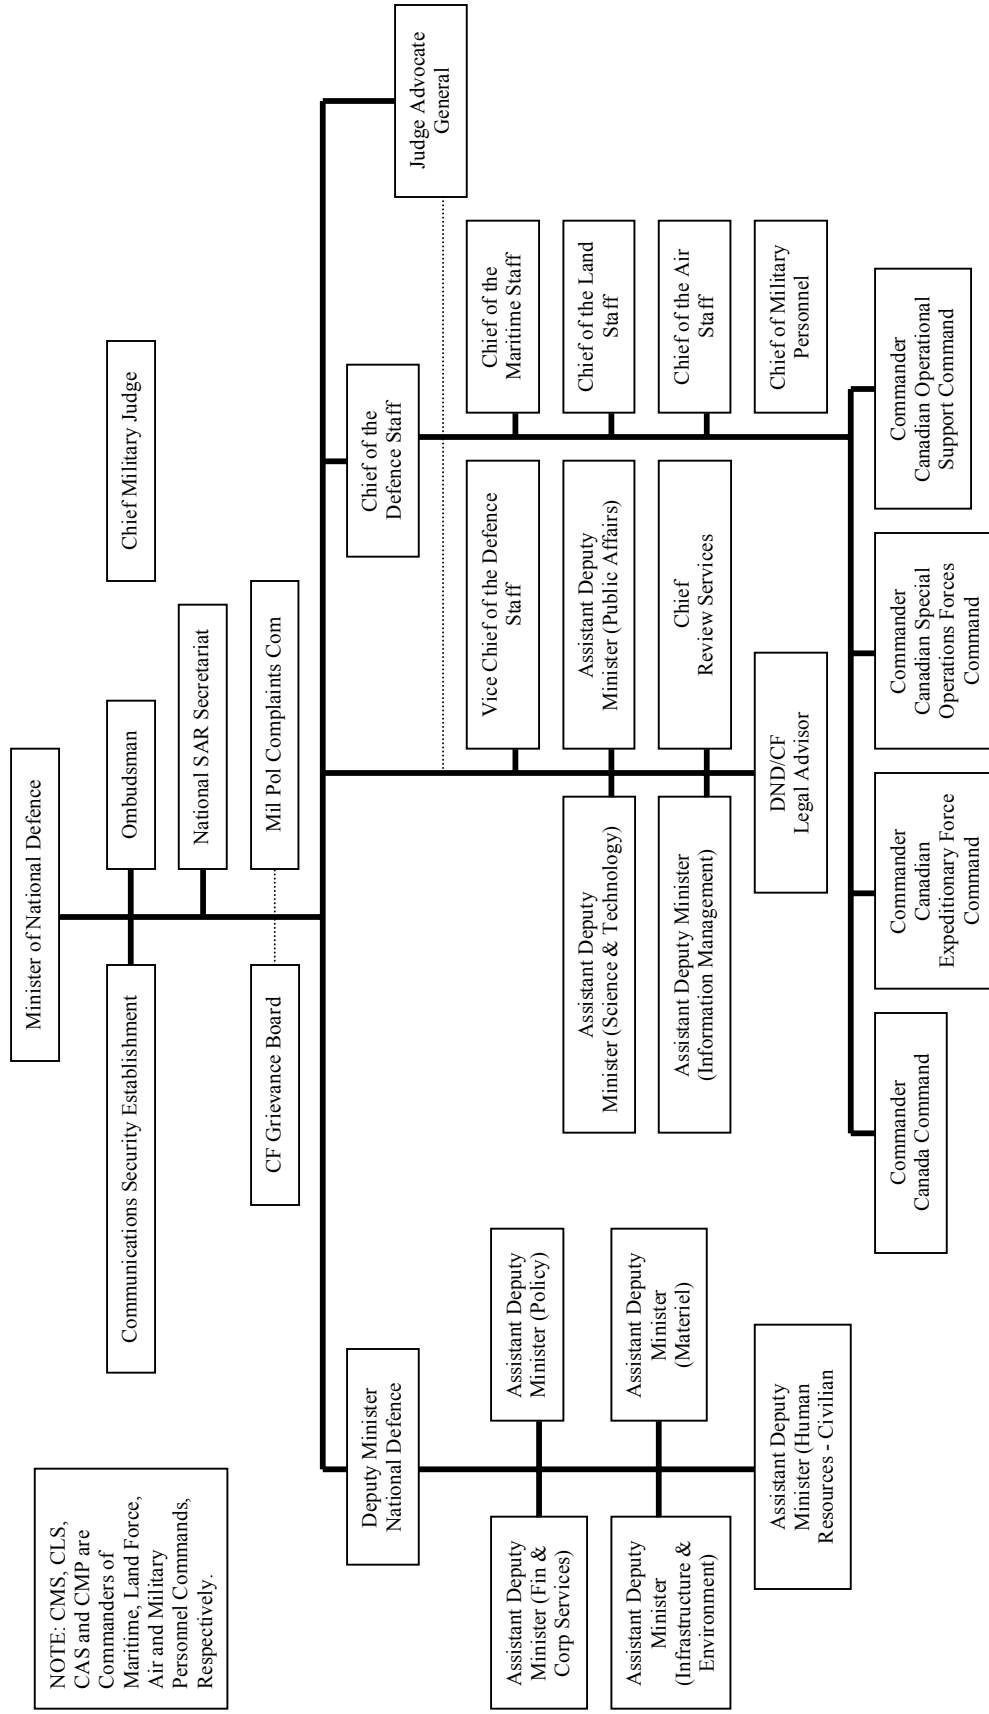 Minister of National Defence
Communications Security Establishment
Ombudsman
Chief Military Judge
National SAR Secretariat
CF Grievance Board
Mil Pol Complaints Com
NOTE: CMS, CLS,
CAS and CMP are
Commanders of
Maritime, Land Force,
Air and Military
Personnel Commands,
Respectively.
Deputy Minister
National Defence
Chief of the
Defence Staff
Judge Advocate
General
Assistant Deputy
Minister (Fin &
Corp Services)
Assistant Deputy
Minister (Policy)
Assistant Deputy
Minister
(Infrastructure &
Environment)
Assistant Deputy
Minister
(Materiel)
Assistant Deputy
Minister (Human
Resources - Civilian
Vice Chief of the Defence
Staff
Assistant Deputy
Minister (Science & Technology)
Assistant Deputy
Minister (Public Affairs)
Assistant Deputy Minister
(Information Management)
Chief
Review Services
DND/CF
Legal Advisor
Chief of the
Maritime Staff
Chief of the Land
Staff
Chief of the Air
Staff
Chief of Military
Personnel
Commander
Canada Command
Commander
Canadian
Expeditionary Force
Command
Commander
Canadian Special
Operations Forces
Command
Commander
Canadian Operational
Support Command